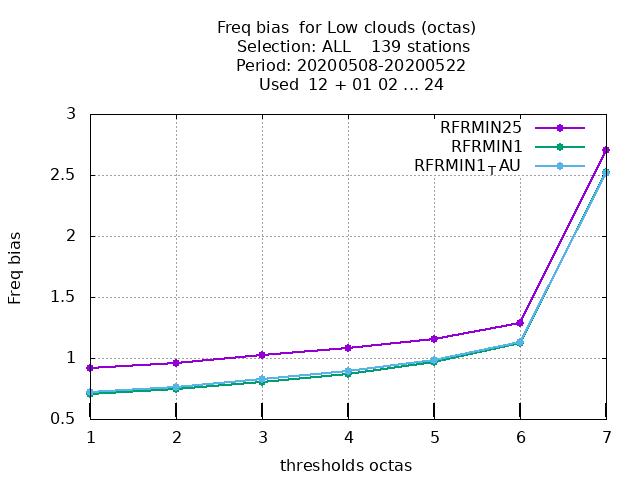 Freq bias  for Low clouds (octas)
Selection: ALL    139 stations
Period: 20200508-20200522
Used  12 + 01 02 ... 24
RFRMIN25
RFRMIN1
RFRMIN1TAU
3
2.5
2
1.5
1
0.5
Freq bias
1 2 3 4 5 6 7
thresholds octas